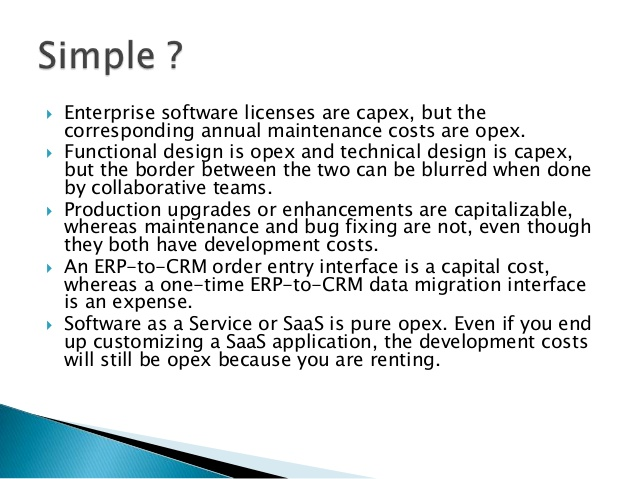 Simple ?
Enterprise software licenses are capex, but the
corresponding annual maintenance costs are opex.
Functional design is opex and technical design is capex,
but the border between the two can be blurred when done
by collaborative teams.
Production upgrades or enhancements are capitalizable,
whereas maintenance and bug fixing are not, even though
they both have development costs.
An ERP-to-CRM order entry interface is a capital cost,
whereas a one-time ERP-to-CRM data migration interface
is an expense.
Software as a Service or SaaS is pure opex. Even if you end
up customizing a SaaS application, the development costs
will still be opex because you are renting.